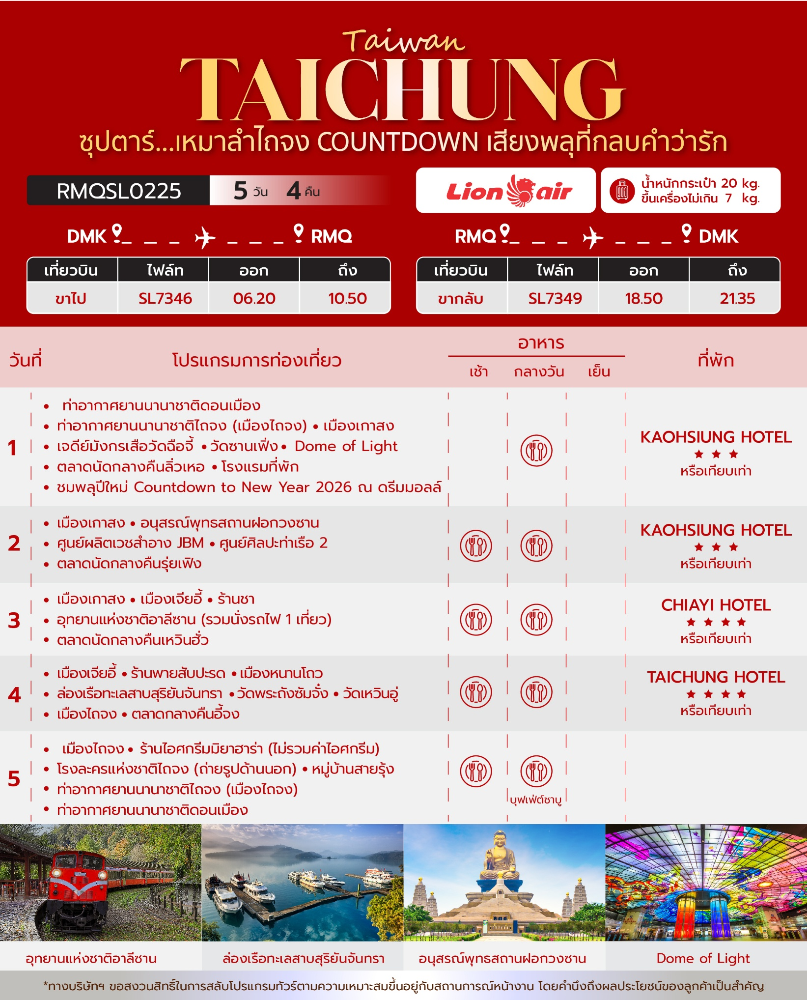 Taiwan
TAICHUNG
ซุปตาร์...เหมาลำไถจง COUNTDOWN เสียงพลุที่กลบคำว่ารัก
RMQSL0225 5 วัน 4 คืน
Lion air
น้ำหนักกระเป๋า 20 kg.
ขึ้นเครื่องไม่เกิน 7 kg.
DMK RMQ
RMQ DMK
เที่ยวบิน ไฟล์ท ออก ถึง
ขาไป SL7346 06.20 10.50
เที่ยวบิน ไฟล์ท ออก ถึง
ขากลับ SL7349 18.50 21.35
วันที่ โปรแกรมการท่องเที่ยว อาหาร ที่พัก
เช้า กลางวัน เย็น
1
• ท่าอากาศยานนานาชาติดอนเมือง
• ท่าอากาศยานนานาชาติไถจง (เมืองไถจง) • เมืองเกาสง
• เจดีย์มังกรเสือวัดฉือจี้ • วัดซานเฟิ่ง • Dome of Light
• ตลาดนัดกลางคืนลิ่วเหอ • โรงแรมที่พัก
• ชมพลุปีใหม่ Countdown to New Year 2026 ณ ดรีมมอลล์
KAOHSIUNG HOTEL
★ ★ ★
หรือเทียบเท่า
2
• เมืองเกาสง • อนุสรณ์พุทธสถานฝอกวงซาน
• ศูนย์ผลิตเวชสำอาง JBM • ศูนย์ศิลปะท่าเรือ 2
• ตลาดนัดกลางคืนรุ่ยเฟิง
KAOHSIUNG HOTEL
★ ★ ★
หรือเทียบเท่า
3
• เมืองเกาสง • เมืองเจียอี้ • ร้านชา
• อุทยานแห่งชาติอาลีซาน (รวมนั่งรถไฟ 1 เที่ยว)
• ตลาดนัดกลางคืนเหวินฮั่ว
CHIAYI HOTEL
★ ★ ★ ★
หรือเทียบเท่า
4
• เมืองเจียอี้ • ร้านพายสับปะรด • เมืองหนานโถว
• ล่องเรือทะเลสาบสุริยันจันทรา • วัดพระถังซัมจั๋ง • วัดเหวินอู่
• เมืองไถจง • ตลาดกลางคืนอี้จง
TAICHUNG HOTEL
★ ★ ★ ★
หรือเทียบเท่า
5
• เมืองไถจง • ร้านไอศกรีมมิยาฮาร่า (ไม่รวมค่าไอศกรีม)
• โรงละครแห่งชาติไถจง (ถ่ายรูปด้านนอก) • หมู่บ้านสายรุ้ง
• ท่าอากาศยานนานาชาติไถจง (เมืองไถจง)
• ท่าอากาศยานนานาชาติดอนเมือง
บุฟเฟ่ต์ชาบู
อุทยานแห่งชาติอาลีซาน
ล่องเรือทะเลสาบสุริยันจันทรา
อนุสรณ์พุทธสถานฝอกวงซาน
Dome of Light
*ทางบริษัทฯ ขอสงวนสิทธิ์ในการสลับโปรแกรมทัวร์ตามความเหมาะสมขึ้นอยู่กับสถานการณ์หน้างาน โดยคำนึงถึงผลประโยชน์ของลูกค้าเป็นสำคัญ